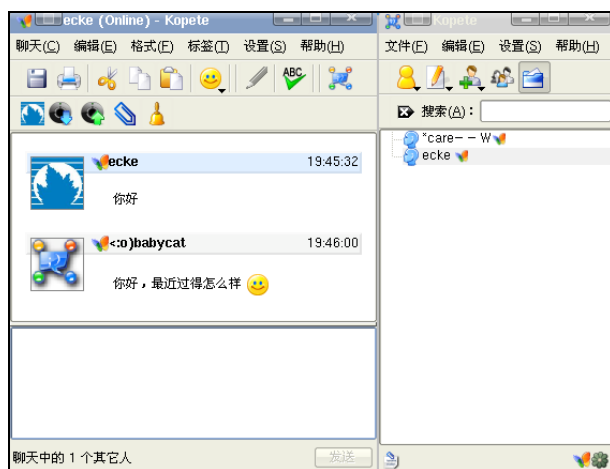 ecke (Online) - Kopete
聊天(C) 编辑(E) 格式(F) 标签(T) 设置(S) 帮助(H)
ABC
ecke 19:45:32
你好
<:o)babycat 19:46:00
你好，最近过得怎么样
聊天中的 1 个其它人
发送
Kopete
文件(F) 编辑(E) 设置(S) 帮助(H)
搜索(A)：
*care- - W
ecke